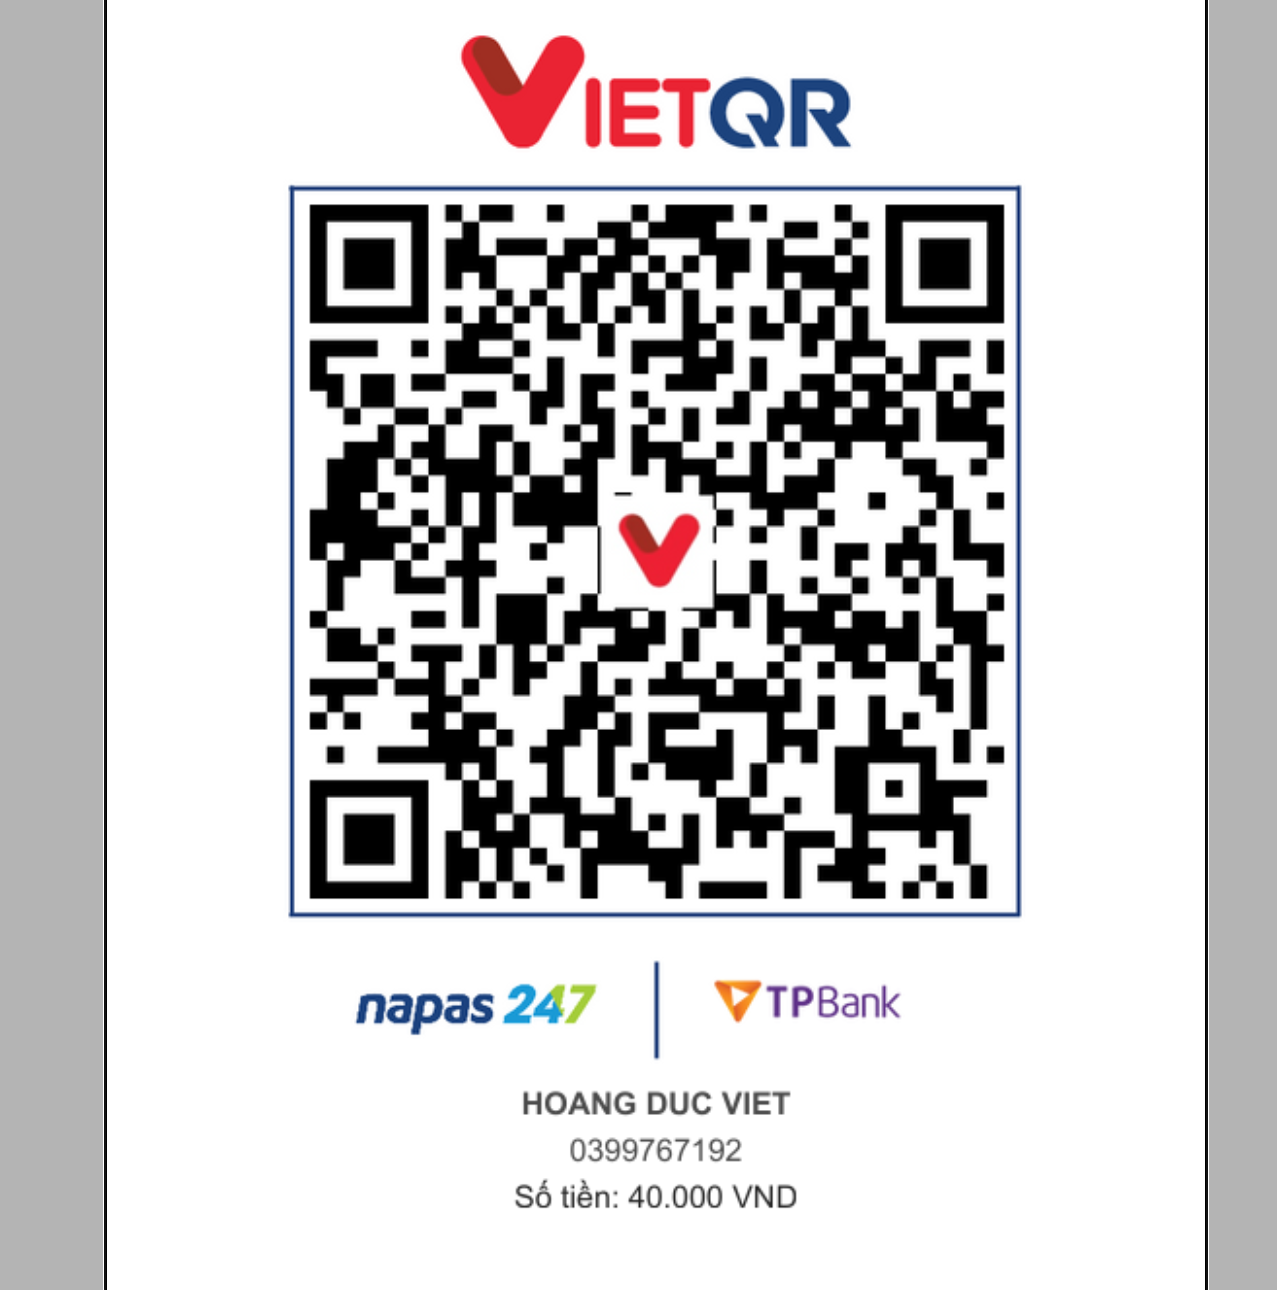 VIETQR
napas 247
TPBank
HOANG DUC VIET
0399767192
Số tiền: 40.000 VND